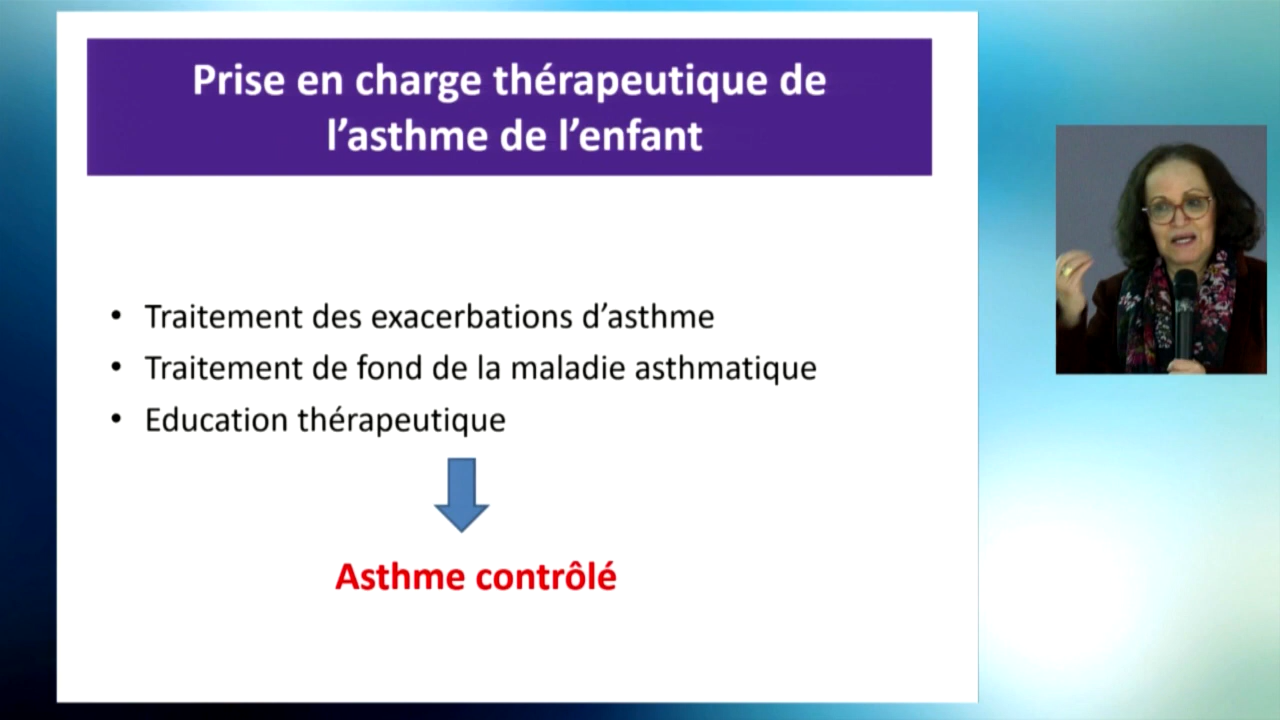 Prise en charge thérapeutique de
l’asthme de l’enfant
• Traitement des exacerbations d’asthme
• Traitement de fond de la maladie asthmatique
• Education thérapeutique
Asthme contrôlé